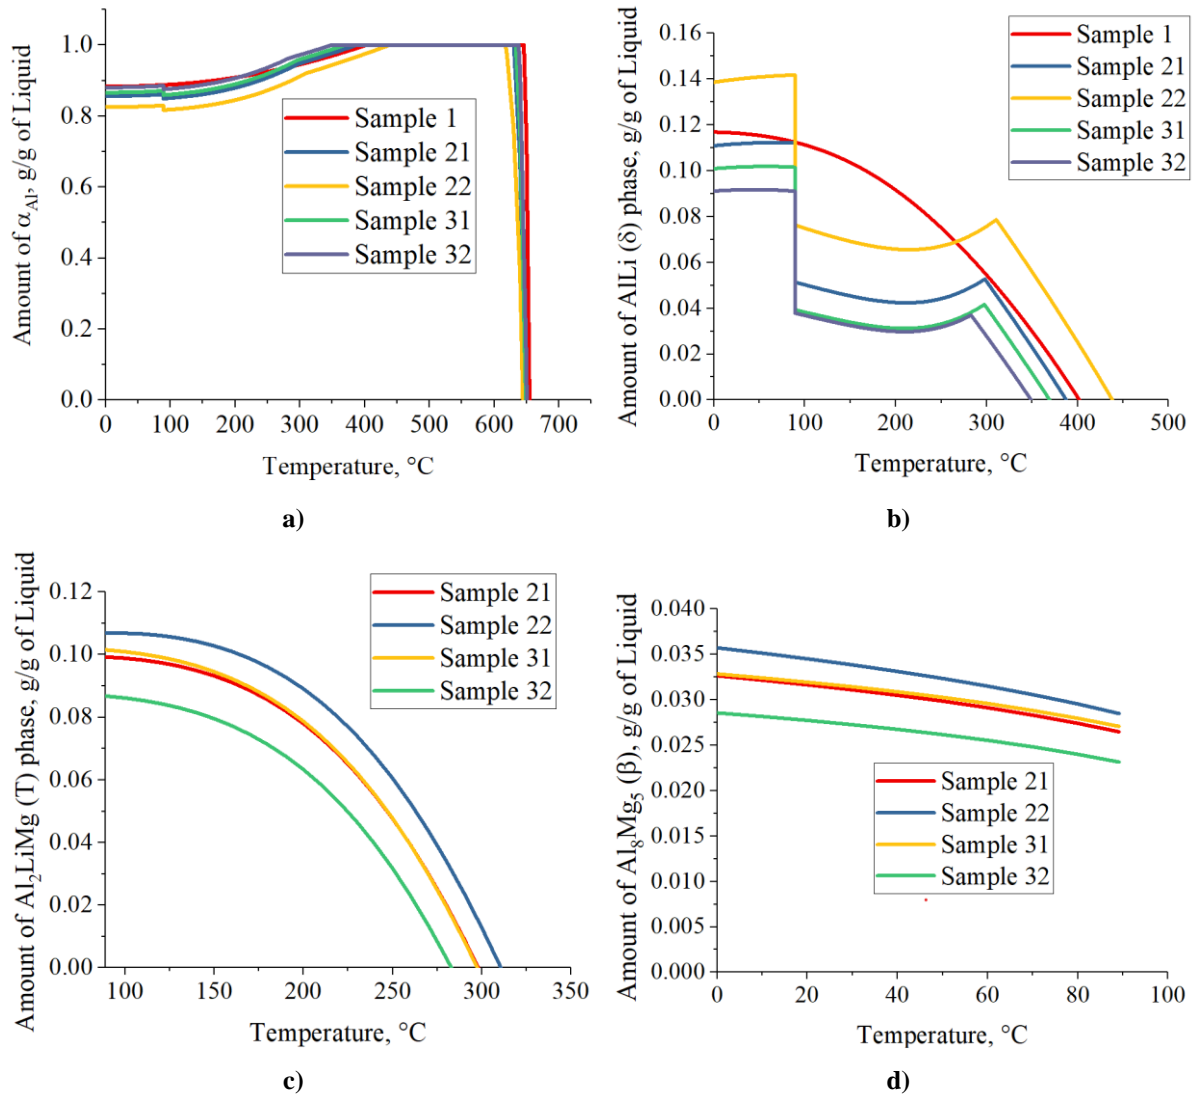 Amount of αAl, g/g of Liquid
1.0
0.8
0.6
0.4
0.2
0.0
0 100 200 300 400 500 600 700
Temperature, °C
Sample 1
Sample 21
Sample 22
Sample 31
Sample 32
a)
Amount of AlLi (δ) phase, g/g of Liquid
0.16
0.14
0.12
0.10
0.08
0.06
0.04
0.02
0.00
0 100 200 300 400 500
Temperature, °C
Sample 1
Sample 21
Sample 22
Sample 31
Sample 32
b)
Amount of Al₂LiMg (T) phase, g/g of Liquid
0.12
0.10
0.08
0.06
0.04
0.02
0.00
100 150 200 250 300 350
Temperature, °C
Sample 21
Sample 22
Sample 31
Sample 32
c)
Amount of Al₈Mg₅ (β), g/g of Liquid
0.040
0.035
0.030
0.025
0.020
0.015
0.010
0.005
0.000
0 20 40 60 80 100
Temperature, °C
Sample 21
Sample 22
Sample 31
Sample 32
d)